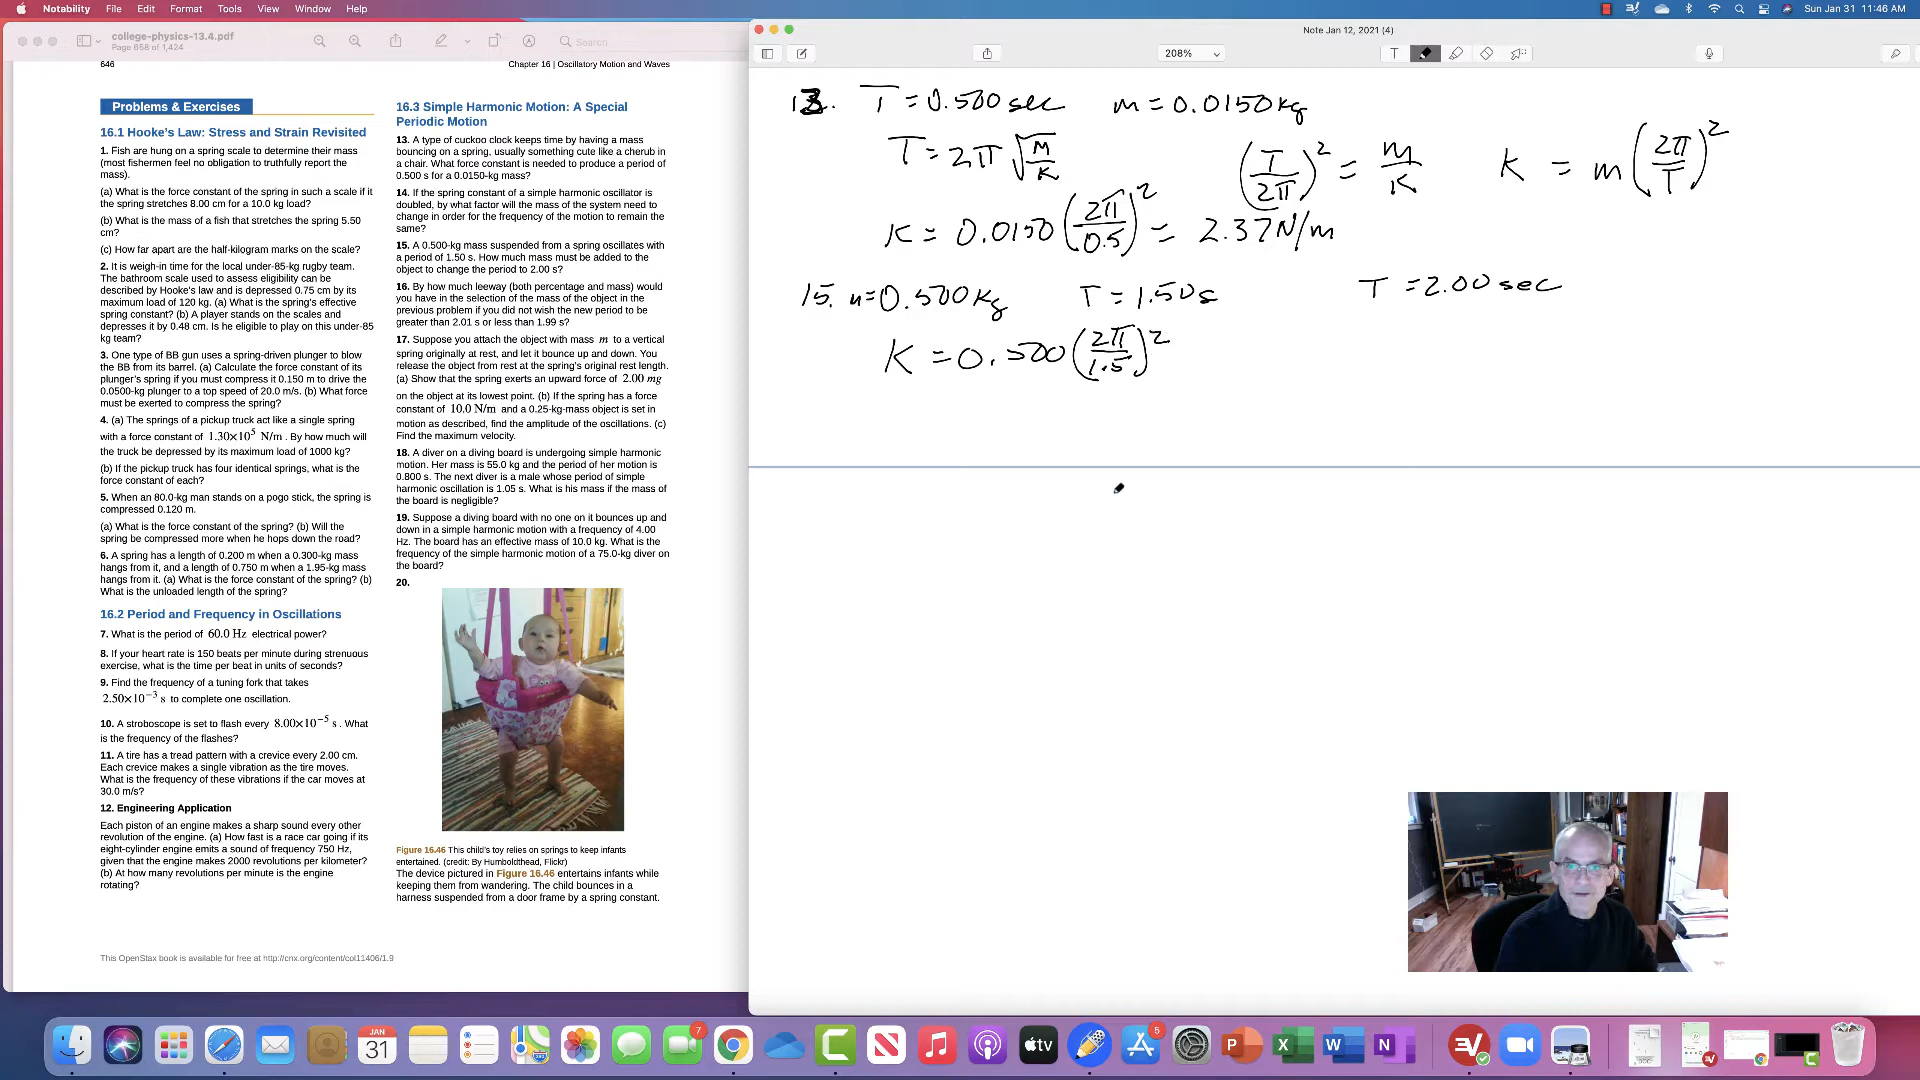 Notability File Edit Format Tools View Window Help
Sun Jan 31 11:46 AM
college-physics-13.4.pdf
Page 658 of 1,424
Search
646
Chapter 16 | Oscillatory Motion and Waves
Problems & Exercises
16.1 Hooke's Law: Stress and Strain Revisited
1. Fish are hung on a spring scale to determine their mass
(most fishermen feel no obligation to truthfully report the
mass).
(a) What is the force constant of the spring in such a scale if it
the spring stretches 8.00 cm for a 10.0 kg load?
(b) What is the mass of a fish that stretches the spring 5.50
cm?
(c) How far apart are the half-kilogram marks on the scale?
2. It is weigh-in time for the local under-85-kg rugby team.
The bathroom scale used to assess eligibility can be
described by Hooke's law and is depressed 0.75 cm by its
maximum load of 120 kg. (a) What is the spring's effective
spring constant? (b) A player stands on the scales and
depresses it by 0.48 cm. Is he eligible to play on this under-85
kg team?
3. One type of BB gun uses a spring-driven plunger to blow
the BB from its barrel. (a) Calculate the force constant of its
plunger's spring if you must compress it 0.150 m to drive the
0.0500-kg plunger to a top speed of 20.0 m/s. (b) What force
must be exerted to compress the spring?
4. (a) The springs of a pickup truck act like a single spring
with a force constant of 1.30×10⁵ N/m . By how much will
the truck be depressed by its maximum load of 1000 kg?
(b) If the pickup truck has four identical springs, what is the
force constant of each?
5. When an 80.0-kg man stands on a pogo stick, the spring is
compressed 0.120 m.
(a) What is the force constant of the spring? (b) Will the
spring be compressed more when he hops down the road?
6. A spring has a length of 0.200 m when a 0.300-kg mass
hangs from it, and a length of 0.750 m when a 1.95-kg mass
hangs from it. (a) What is the force constant of the spring? (b)
What is the unloaded length of the spring?
16.2 Period and Frequency in Oscillations
7. What is the period of 60.0 Hz electrical power?
8. If your heart rate is 150 beats per minute during strenuous
exercise, what is the time per beat in units of seconds?
9. Find the frequency of a tuning fork that takes
2.50×10⁻³ s to complete one oscillation.
10. A stroboscope is set to flash every 8.00×10⁻⁵ s . What
is the frequency of the flashes?
11. A tire has a tread pattern with a crevice every 2.00 cm.
Each crevice makes a single vibration as the tire moves.
What is the frequency of these vibrations if the car moves at
30.0 m/s?
12. Engineering Application
Each piston of an engine makes a sharp sound every other
revolution of the engine. (a) How fast is a race car going if its
eight-cylinder engine emits a sound of frequency 750 Hz,
given that the engine makes 2000 revolutions per kilometer?
(b) At how many revolutions per minute is the engine
rotating?
16.3 Simple Harmonic Motion: A Special
Periodic Motion
13. A type of cuckoo clock keeps time by having a mass
bouncing on a spring, usually something cute like a cherub in
a chair. What force constant is needed to produce a period of
0.500 s for a 0.0150-kg mass?
14. If the spring constant of a simple harmonic oscillator is
doubled, by what factor will the mass of the system need to
change in order for the frequency of the motion to remain the
same?
15. A 0.500-kg mass suspended from a spring oscillates with
a period of 1.50 s. How much mass must be added to the
object to change the period to 2.00 s?
16. By how much leeway (both percentage and mass) would
you have in the selection of the mass of the object in the
previous problem if you did not wish the new period to be
greater than 2.01 s or less than 1.99 s?
17. Suppose you attach the object with mass m to a vertical
spring originally at rest, and let it bounce up and down. You
release the object from rest at the spring's original rest length.
(a) Show that the spring exerts an upward force of 2.00 mg
on the object at its lowest point. (b) If the spring has a force
constant of 10.0 N/m and a 0.25-kg-mass object is set in
motion as described, find the amplitude of the oscillations. (c)
Find the maximum velocity.
18. A diver on a diving board is undergoing simple harmonic
motion. Her mass is 55.0 kg and the period of her motion is
0.800 s. The next diver is a male whose period of simple
harmonic oscillation is 1.05 s. What is his mass if the mass of
the board is negligible?
19. Suppose a diving board with no one on it bounces up and
down in a simple harmonic motion with a frequency of 4.00
Hz. The board has an effective mass of 10.0 kg. What is the
frequency of the simple harmonic motion of a 75.0-kg diver on
the board?
20.
Figure 16.46 This child's toy relies on springs to keep infants
entertained. (credit: By Humboldthead, Flickr)
The device pictured in Figure 16.46 entertains infants while
keeping them from wandering. The child bounces in a
harness suspended from a door frame by a spring constant.
This OpenStax book is available for free at http://cnx.org/content/col11406/1.9
Note Jan 12, 2021 (4)
208%
13. T = 0.500 sec m = 0.0150 kg
T = 2π √(m/K) (T/2π)² = m/K K = m(2π/T)²
K = 0.0150 (2π/0.5)² = 2.37 N/m
15. m = 0.500 kg T = 1.50 s T = 2.00 sec
K = 0.500 (2π/1.5)²
JAN
31
7
tv
5